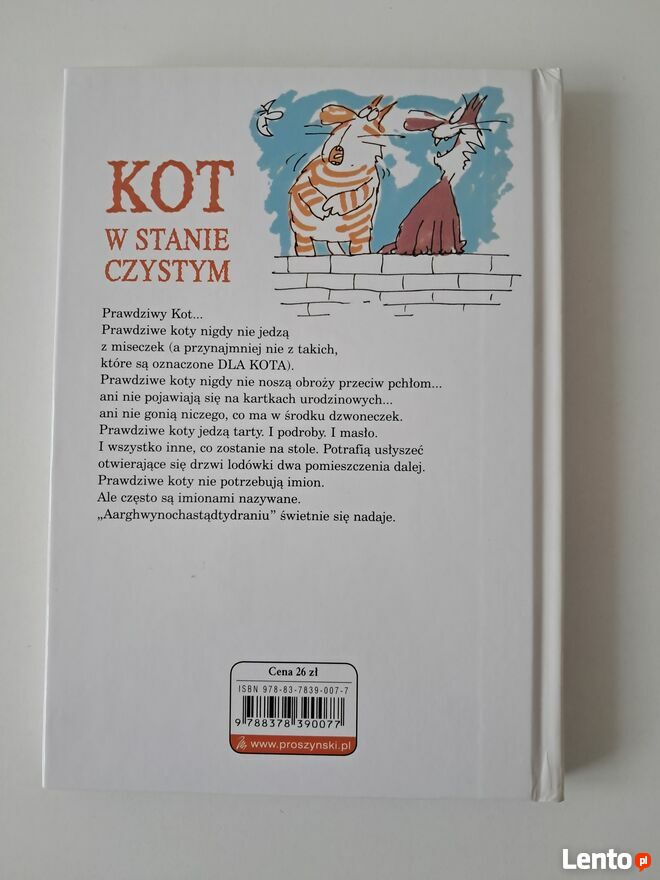 KOT
W STANIE
CZYSTYM
Prawdziwy Kot...
Prawdziwe koty nigdy nie jedzą
z miseczek (a przynajmniej nie z takich,
które są oznaczone DLA KOTA).
Prawdziwe koty nigdy nie noszą obroży przeciw pchłom...
ani nie pojawiają się na kartkach urodzinowych...
ani nie gonią niczego, co ma w środku dzwoneczek.
Prawdziwe koty jedzą tarty. I podroby. I masło.
I wszystko inne, co zostanie na stole. Potrafią usłyszeć
otwierające się drzwi lodówki dwa pomieszczenia dalej.
Prawdziwe koty nie potrzebują imion.
Ale często są imionami nazywane.
„Aarghwynochastądtydraniu” świetnie się nadaje.
Cena 26 zł
ISBN 978-83-7839-007-7
9 788378 390077
www.proszynski.pl
Lento.pl